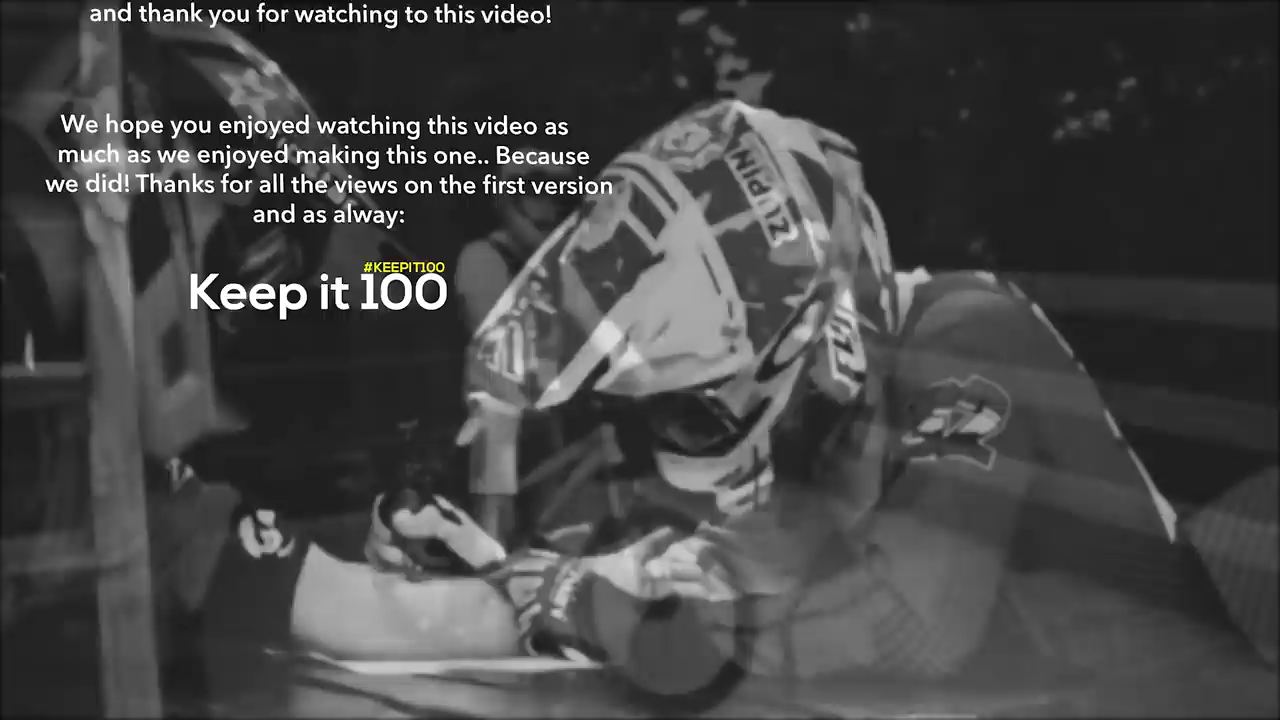 and thank you for watching to this video!
We hope you enjoyed watching this video as
much as we enjoyed making this one.. Because
we did! Thanks for all the views on the first version
and as alway:
#KEEPIT100
Keep it 100
ZUPIN